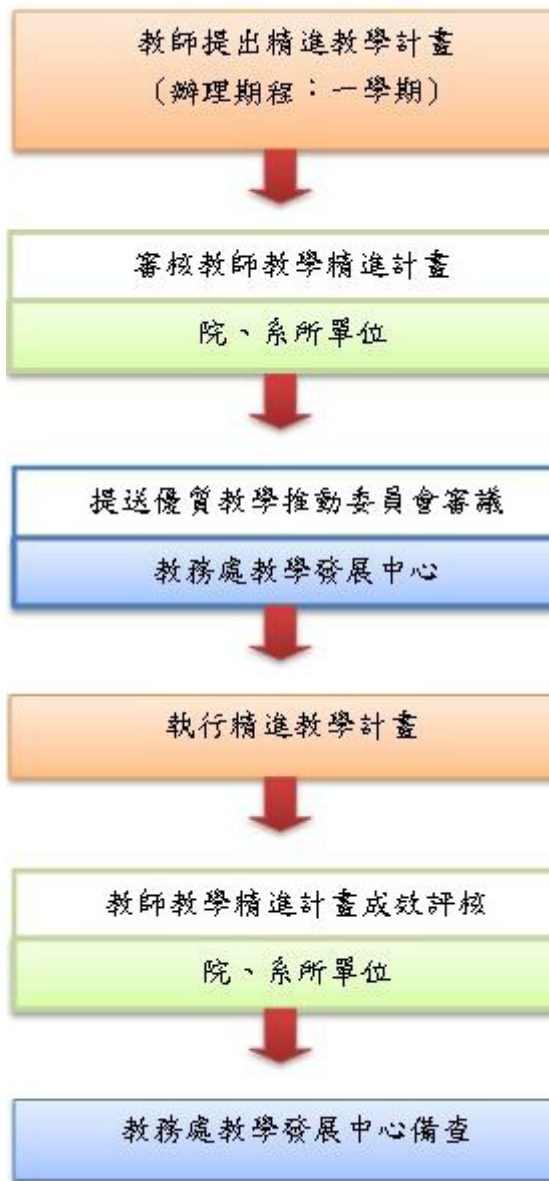 教師提出精進教學計畫
（辦理期程：一學期）
審核教師教學精進計畫
院、系所單位
提送優質教學推動委員會審議
教務處教學發展中心
執行精進教學計畫
教師教學精進計畫成效評核
院、系所單位
教務處教學發展中心備查